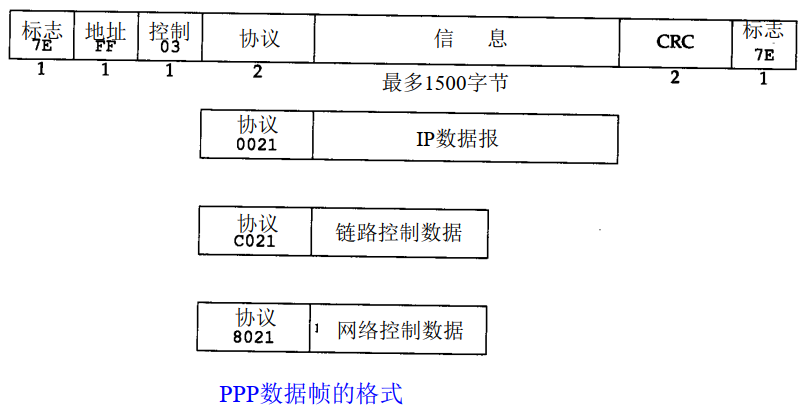 标志 地址 控制 协议 信 息 CRC 标志
7E FF 03 7E
1 1 1 2 最多1500字节 2 1
协议 IP数据报
0021
协议 链路控制数据
C021
协议 网络控制数据
8021
PPP数据帧的格式